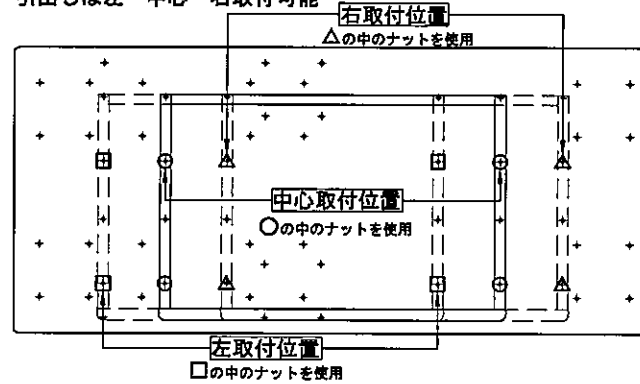 引出しは左・中心・右取付可能
右取付位置
△の中のナットを使用
中心取付位置
○の中のナットを使用
左取付位置
□の中のナットを使用